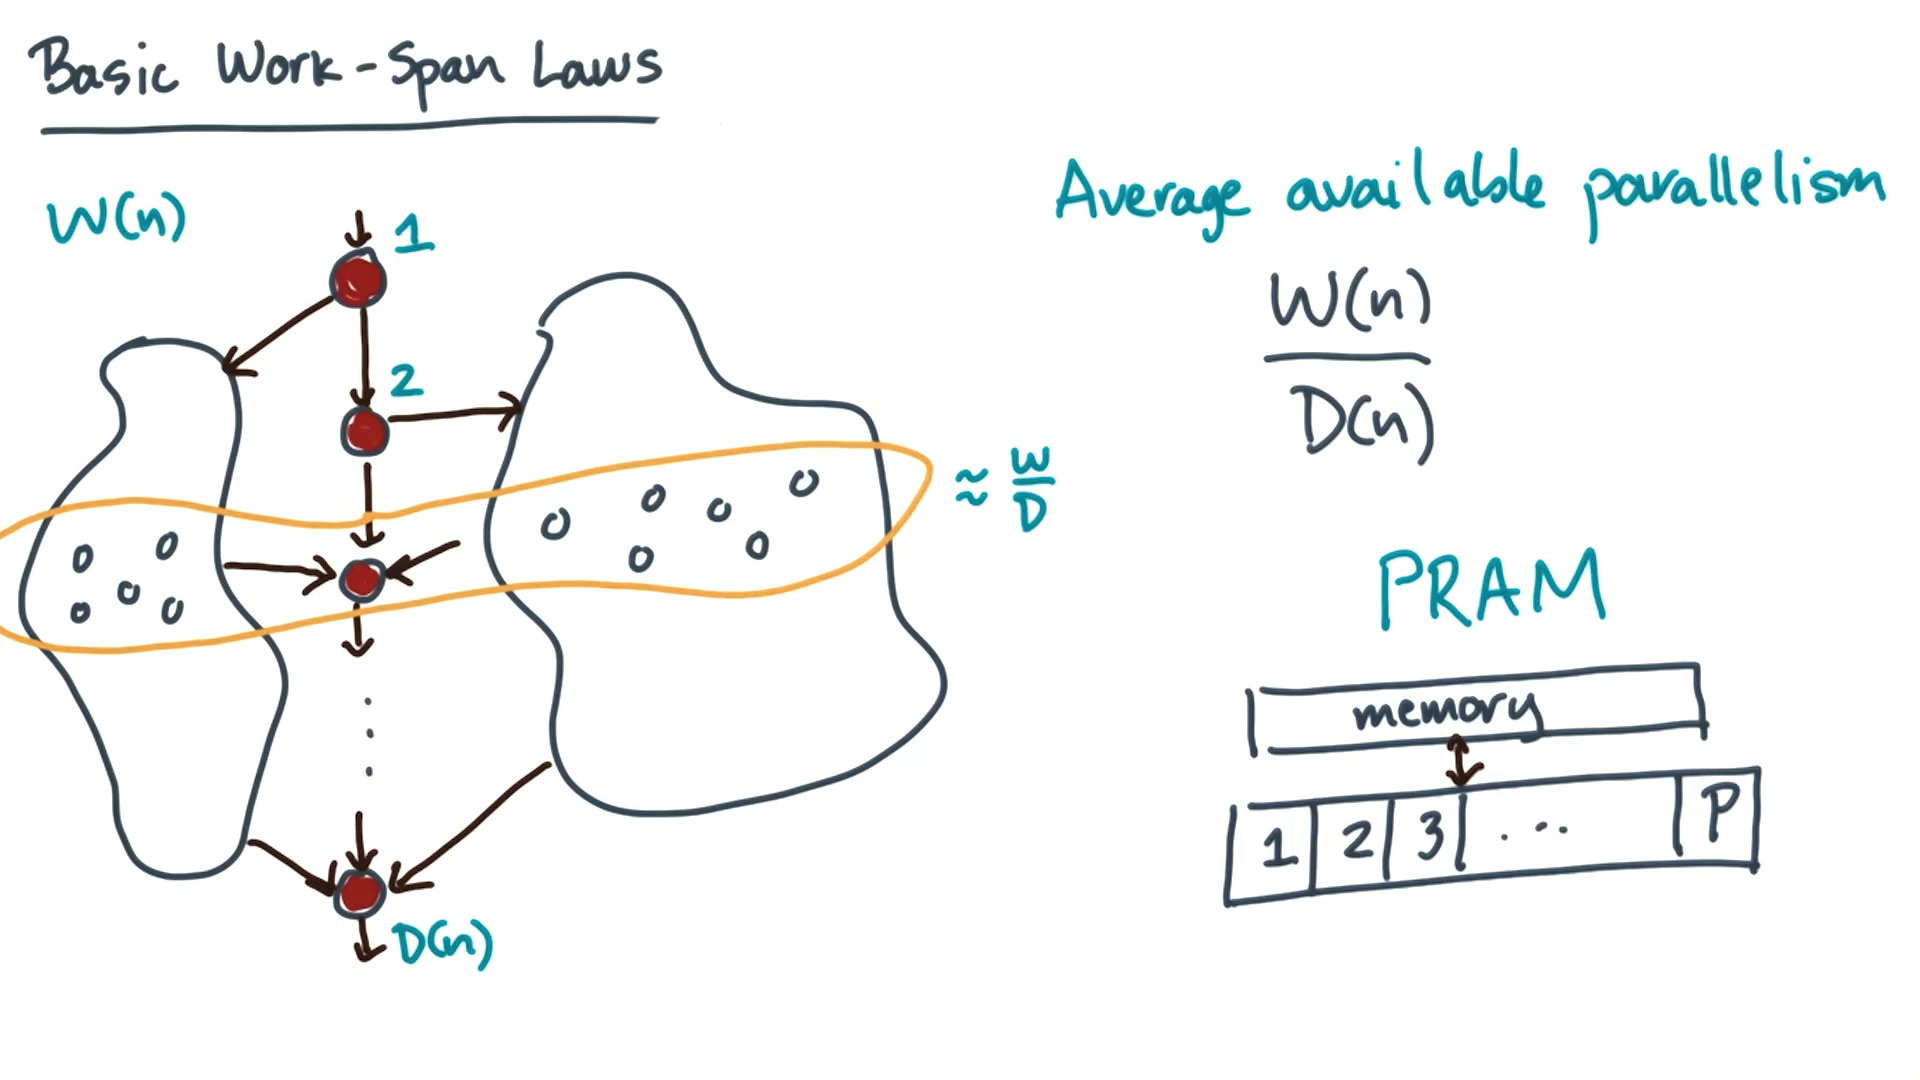 Basic Work-Span Laws
W(n)
1
2
D(n)
≈ W/D
Average available parallelism
W(n)
D(n)
PRAM
memory
1 2 3 ... P